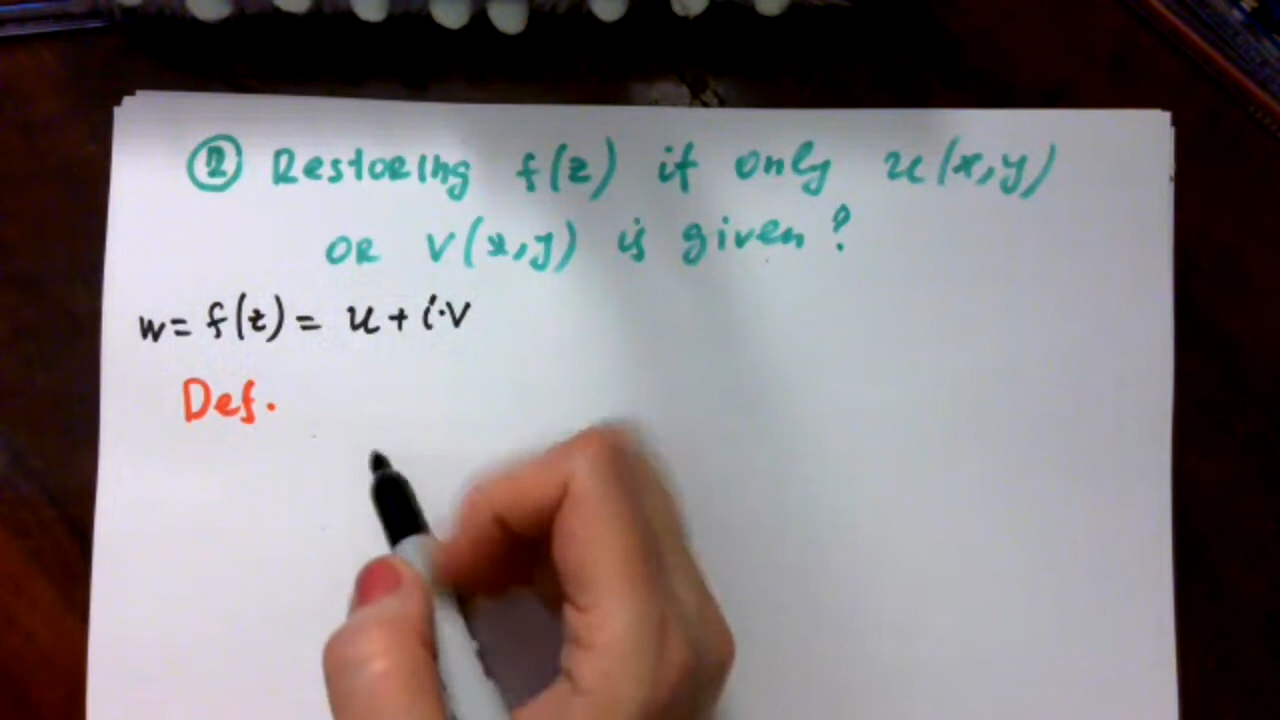 ② Restoring f(z) if only u(x,y)
or v(x,y) is given?
w = f(z) = u + i·v
Def.